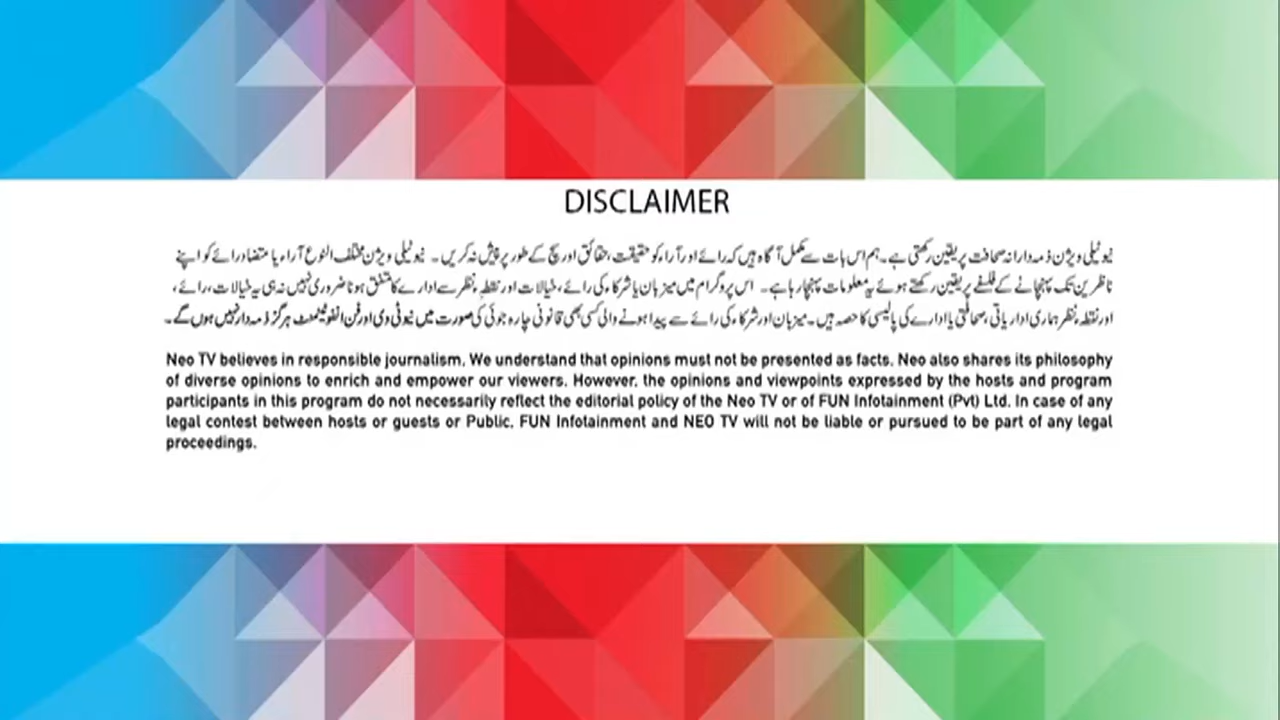 DISCLAIMER
نیو ٹیلی ویژن ذمہ دارانہ صحافت پر یقین رکھتی ہے۔ ہم اس بات سے مکمل آگاہ ہیں کہ رائے اور آراء کو حقیقت، حقائق اور سچ کے طور پر پیش نہ کریں۔ نیو ٹیلی ویژن مختلف النوع آراء یا متضاد رائے کو اپنے
ناظرین تک پہنچانے کے فلسفے پر یقین رکھتے ہوئے یہ معلومات پہنچا رہا ہے۔ اس پروگرام میں میزبان یا شرکاء کی رائے، خیالات اور نقطہ نظر سے ادارے کا متفق ہونا ضروری نہیں نہ ہی یہ خیالات، رائے،
اور نقطہ نظر ہماری اداریاتی، صحافتی یا ادارے کی پالیسی کا حصہ ہیں۔ میزبان اور شرکاء کی رائے سے پیدا ہونے والی کسی بھی قانونی چارہ جوئی کی صورت میں نیو ٹی وی اور فن انفوٹینمنٹ ہرگز ذمہ دار نہیں ہوں گے۔
Neo TV believes in responsible journalism. We understand that opinions must not be presented as facts. Neo also shares its philosophy
of diverse opinions to enrich and empower our viewers. However, the opinions and viewpoints expressed by the hosts and program
participants in this program do not necessarily reflect the editorial policy of the Neo TV or of FUN Infotainment (Pvt) Ltd. In case of any
legal contest between hosts or guests or Public, FUN Infotainment and NEO TV will not be liable or pursued to be part of any legal
proceedings.